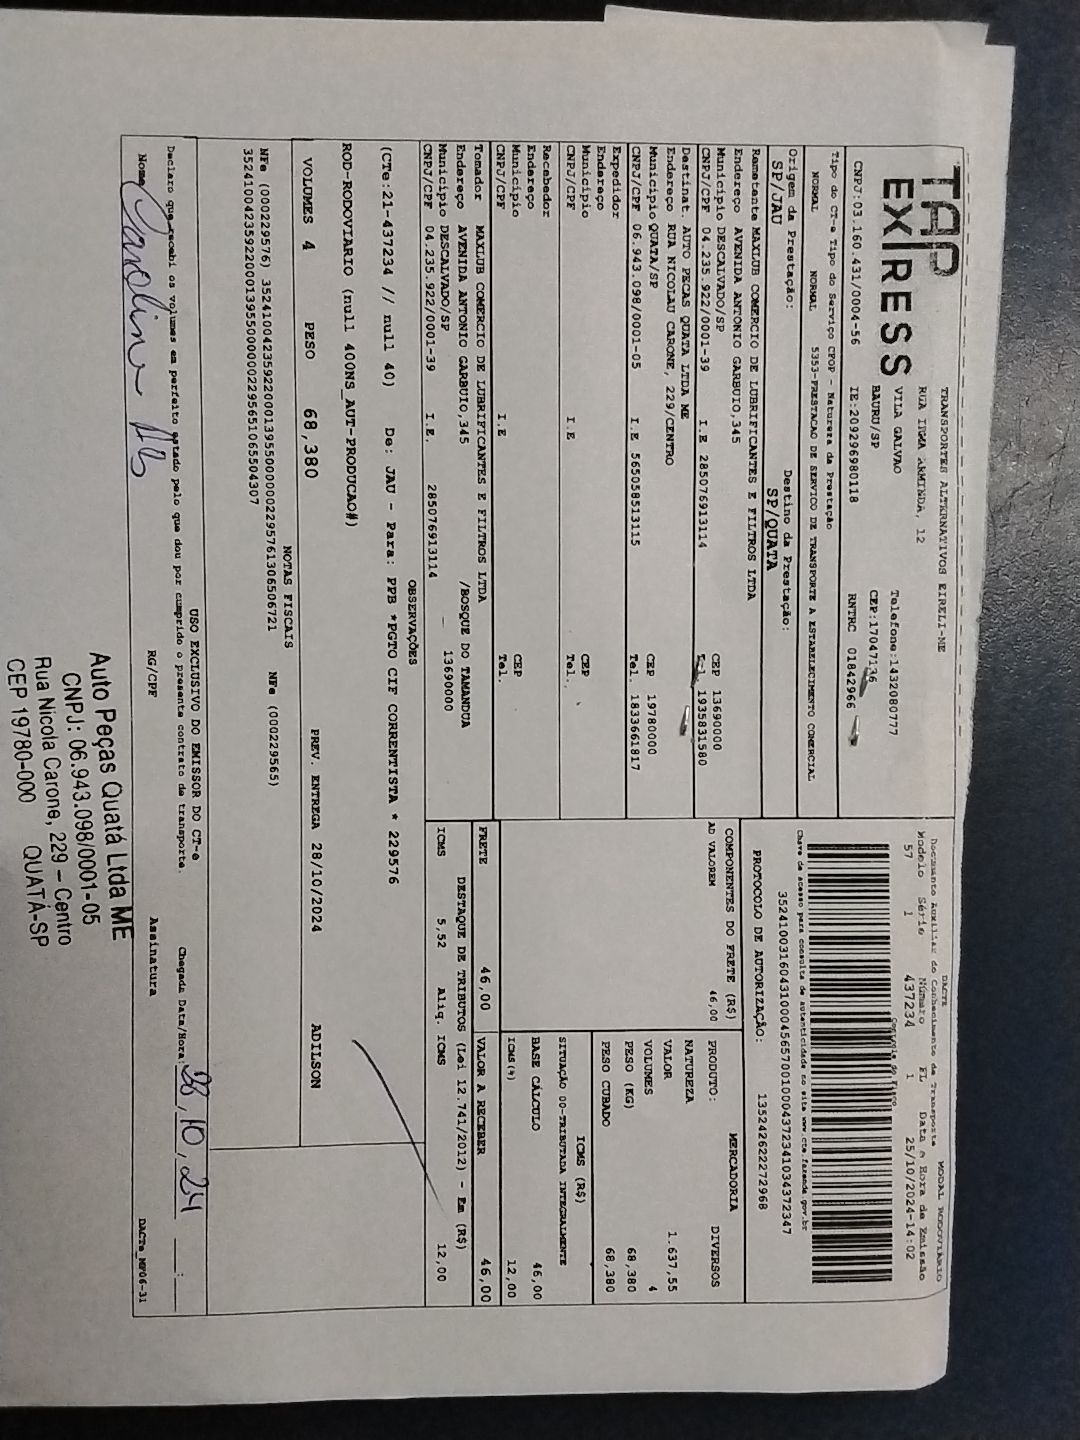 TAP
EXPRESS
TRANSPORTES ALTERNATIVOS EIRELI-ME
RUA IRMA ARMINDA, 12
VILA GALVAO
BAURU/SP
Telefone:1432080777
CEP:17047136
CNPJ:03.160.431/0004-56 IE:209296980118 RNTRC 01842966
DACTE MODAL RODOVIÁRIO
Documento Auxiliar do Conhecimento de Transporte
Modelo Série Número FL Data e Hora de Emissão
57 1 437234 1 25/10/2024-14:02
Controle do Fisco
Chave de acesso para consulta de autenticidade no site www.cte.fazenda.gov.br
35241003160431000456570010004372341034372347
PROTOCOLO DE AUTORIZAÇÃO: 135242622272968
Tipo do CT-e Tipo do Serviço CFOP - Natureza da Prestação
NORMAL NORMAL 5353-PRESTACAO DE SERVICO DE TRANSPORTE A ESTABELECIMENTO COMERCIAL
Origem da Prestação: Destino da Prestação:
SP/JAU SP/QUATA
Remetente MAXLUB COMERCIO DE LUBRIFICANTES E FILTROS LTDA
Endereço AVENIDA ANTONIO GARBUIO,345
Município DESCALVADO/SP CEP 13690000
CNPJ/CPF 04.235.922/0001-39 I.E 285076913114 Tel 1935831580
Destinat. AUTO PECAS QUATA LTDA ME
Endereço RUA NICOLAU CARONE, 229/CENTRO
Município QUATA/SP CEP 19780000
CNPJ/CPF 06.943.098/0001-05 I.E 565058513115 Tel. 1833661817
Expedidor
Endereço
Município CEP
CNPJ/CPF I.E Tel.
Recebedor
Endereço
Município CEP
CNPJ/CPF I.E Tel.
Tomador MAXLUB COMERCIO DE LUBRIFICANTES E FILTROS LTDA
Endereço AVENIDA ANTONIO GARBUIO,345 /BOSQUE DO TAMANDUA
Município DESCALVADO/SP 13690000
CNPJ/CPF 04.235.922/0001-39 I.E. 285076913114
COMPONENTES DO FRETE (R$)
AD VALOREM 46,00
MERCADORIA
PRODUTO:
NATUREZA DIVERSOS
VALOR 1.637,55
VOLUMES 4
PESO (KG) 68,380
PESO CUBADO 68,380
ICMS (R$)
SITUAÇÃO 00-TRIBUTADA INTEGRALMENTE
BASE CÁLCULO 46,00
ICMS(%) 12,00
FRETE 46,00 VALOR A RECEBER 46,00
DESTAQUE DE TRIBUTOS (Lei 12.741/2012) - Em (R$)
ICMS 5,52 Aliq. ICMS 12,00
OBSERVAÇÕES
(CTe:21-437234 // null 40) De: JAU - Para: PPB *PGTO CIF CORRENTISTA * 229576
ROD-RODOVIARIO (null 400NS_AUT-PRODUCAO#)
VOLUMES 4 PESO 68,380 PREV. ENTREGA 28/10/2024 ADILSON
NOTAS FISCAIS
NFe (000229576) 35241004235922000139550000002295761306506721 NFe (000229565)
35241004235922000139550000002295651065504307
USO EXCLUSIVO DO EMISSOR DO CT-e
Declaro que recebi os volumes em perfeito estado pelo que dou por cumprido o presente contrato de transporte.
Chegada Data/Hora 28/10/24 :
Nome RG/CPF Assinatura DACTe_MP06-31
Auto Peças Quatá Ltda ME
CNPJ: 06.943.098/0001-05
Rua Nicola Carone, 229 – Centro
CEP 19780-000 QUATÁ-SP